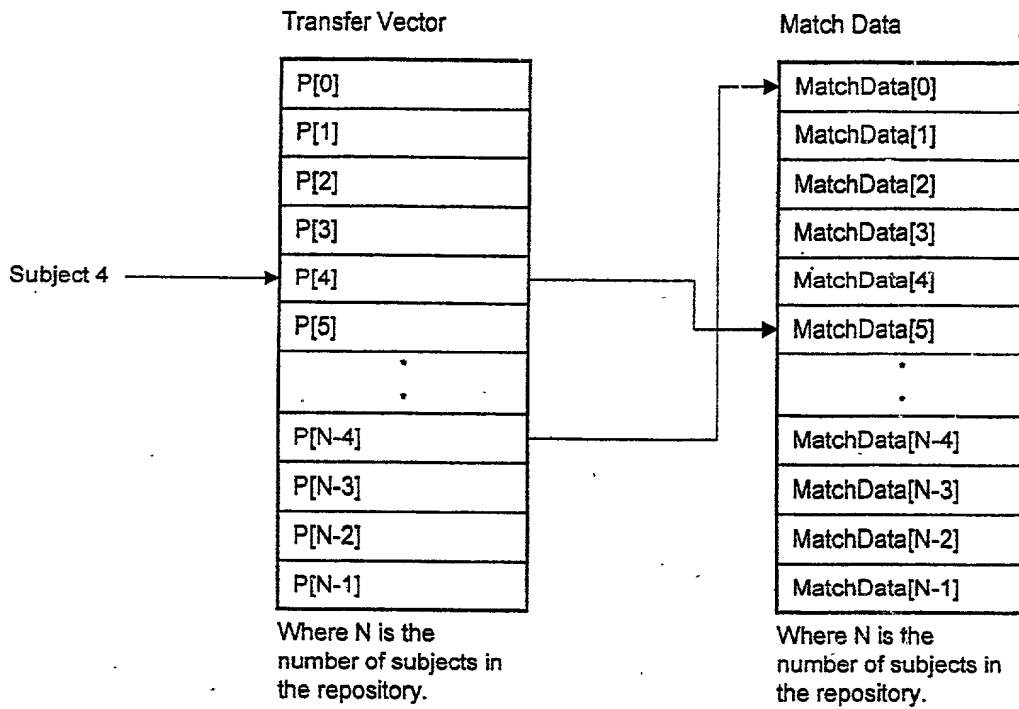 Transfer Vector
P[0]
P[1]
P[2]
P[3]
Subject 4
P[4]
P[5]
P[N-4]
P[N-3]
P[N-2]
P[N-1]
Where N is the
number of subjects in
the repository.
Match Data
MatchData[0]
MatchData[1]
MatchData[2]
MatchData[3]
MatchData[4]
MatchData[5]
MatchData[N-4]
MatchData[N-3]
MatchData[N-2]
MatchData[N-1]
Where N is the
number of subjects in
the repository.